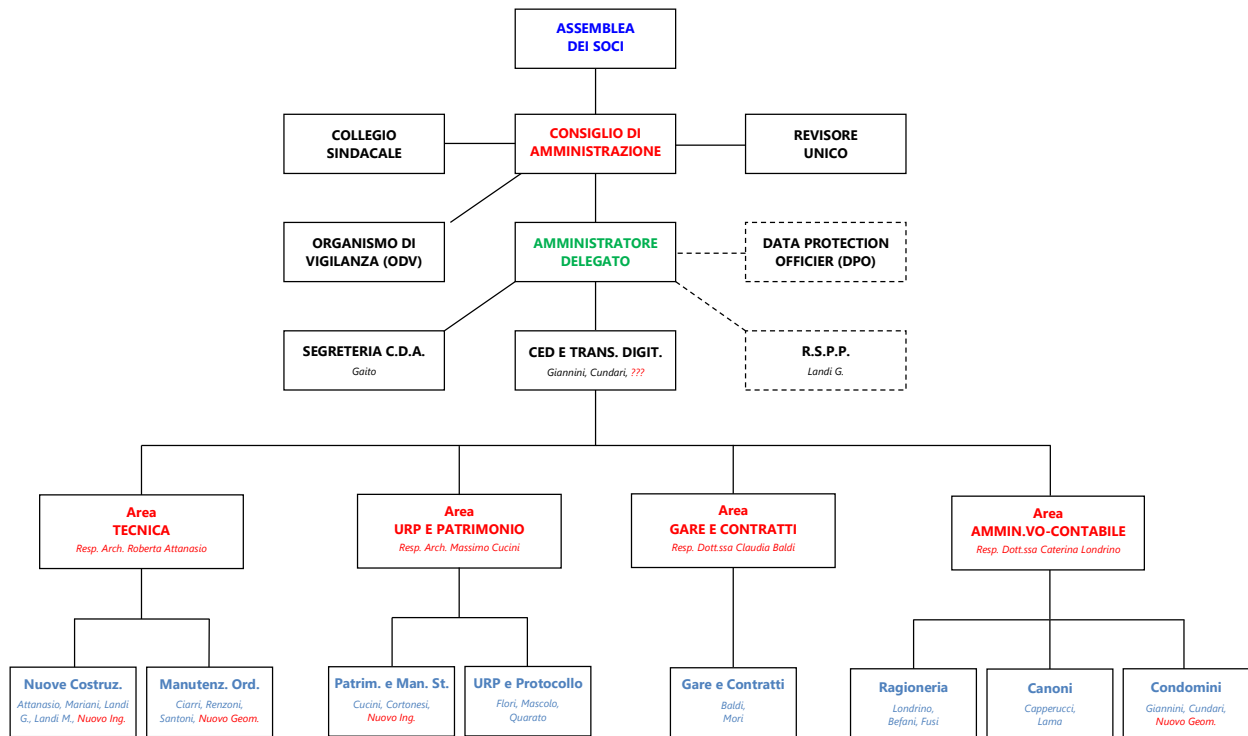 ASSEMBLEA
DEI SOCI
COLLEGIO
SINDACALE
CONSIGLIO DI
AMMINISTRAZIONE
REVISORE
UNICO
ORGANISMO DI
VIGILANZA (ODV)
AMMINISTRATORE
DELEGATO
DATA PROTECTION
OFFICIER (DPO)
SEGRETERIA C.D.A.
Gaito
CED E TRANS. DIGIT.
Giannini, Cundari, ???
R.S.P.P.
Landi G.
Area
TECNICA
Resp. Arch. Roberta Attanasio
Area
URP E PATRIMONIO
Resp. Arch. Massimo Cucini
Area
GARE E CONTRATTI
Resp. Dott.ssa Claudia Baldi
Area
AMMIN.VO-CONTABILE
Resp. Dott.ssa Caterina Londrino
Nuove Costruz.
Attanasio, Mariani, Landi
G., Landi M., Nuovo Ing.
Manutenz. Ord.
Ciarri, Renzoni,
Santoni, Nuovo Geom.
Patrim. e Man. St.
Cucini, Cortonesi,
Nuovo Ing.
URP e Protocollo
Flori, Mascolo,
Quarato
Gare e Contratti
Baldi,
Mori
Ragioneria
Londrino,
Befani, Fusi
Canoni
Capperucci,
Lama
Condomini
Giannini, Cundari,
Nuovo Geom.